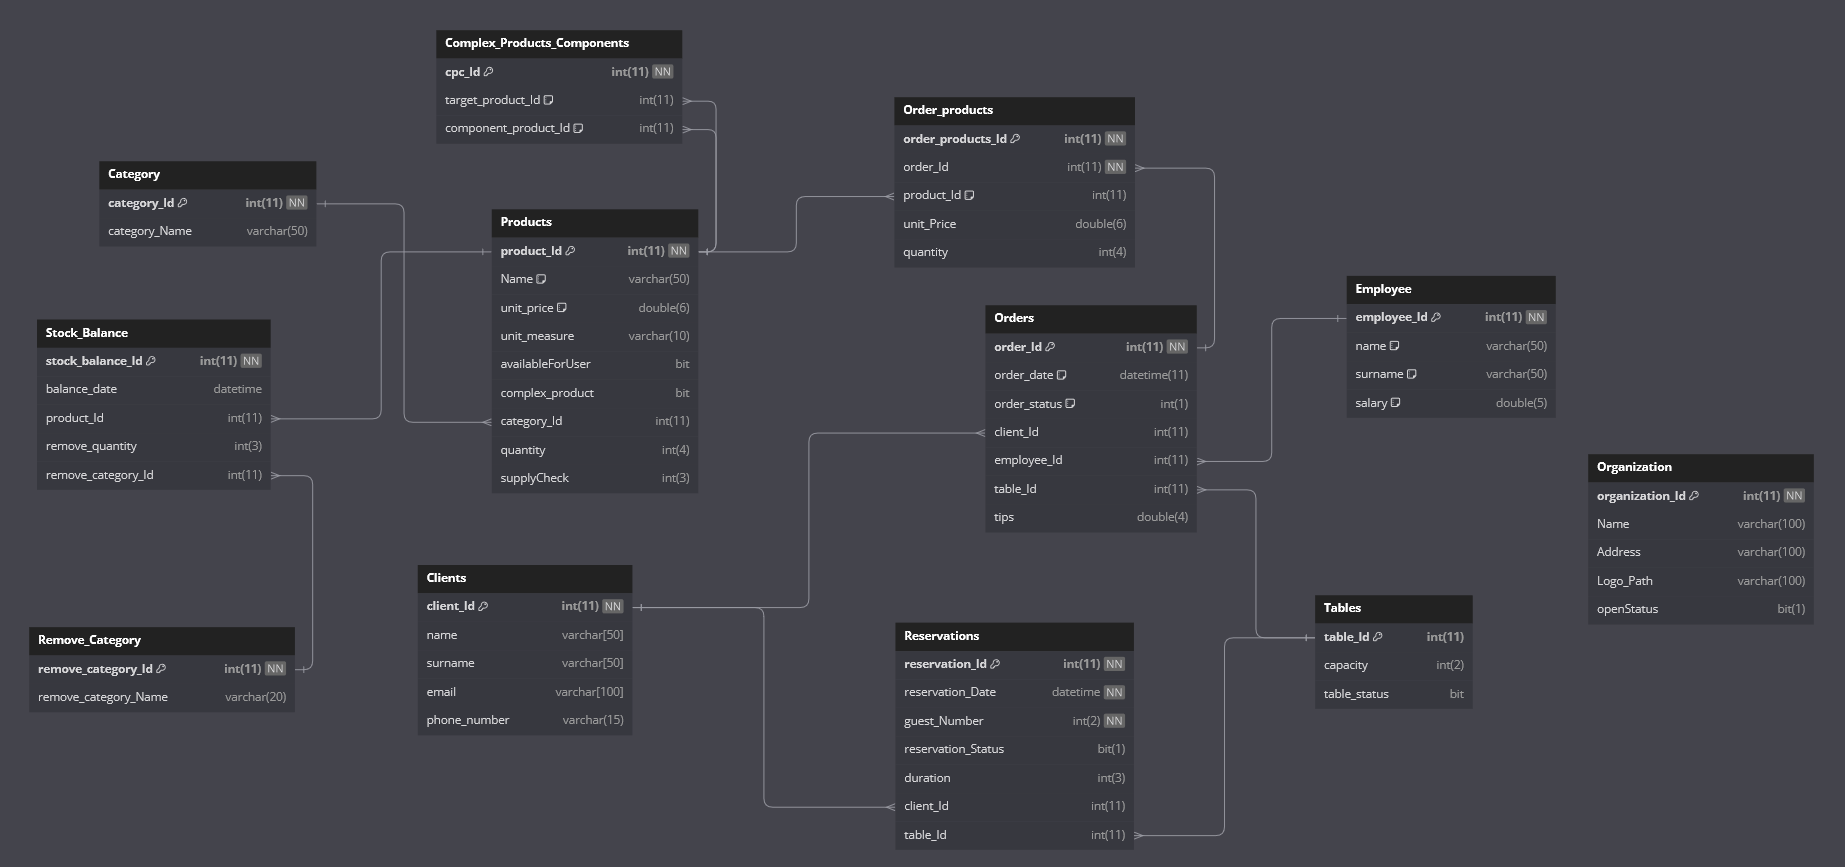 Complex_Products_Components
cpc_Id int(11) NN
target_product_Id int(11)
component_product_Id int(11)
Order_products
order_products_Id int(11) NN
order_Id int(11) NN
product_Id int(11)
unit_Price double(6)
quantity int(4)
Category
category_Id int(11) NN
category_Name varchar(50)
Products
product_Id int(11) NN
Name varchar(50)
unit_price double(6)
unit_measure varchar(10)
availableForUser bit
complex_product bit
category_Id int(11)
quantity int(4)
supplyCheck int(3)
Employee
employee_Id int(11) NN
name varchar(50)
surname varchar(50)
salary double(5)
Orders
order_Id int(11) NN
order_date datetime(11)
order_status int(1)
client_Id int(11)
employee_Id int(11)
table_Id int(11)
tips double(4)
Stock_Balance
stock_balance_Id int(11) NN
balance_date datetime
product_Id int(11)
remove_quantity int(3)
remove_category_Id int(11)
Organization
organization_Id int(11) NN
Name varchar(100)
Address varchar(100)
Logo_Path varchar(100)
openStatus bit(1)
Clients
client_Id int(11) NN
name varchar[50]
surname varchar[50]
email varchar[100]
phone_number varchar(15)
Tables
table_Id int(11)
capacity int(2)
table_status bit
Reservations
reservation_Id int(11) NN
reservation_Date datetime NN
guest_Number int(2) NN
reservation_Status bit(1)
duration int(3)
client_Id int(11)
table_Id int(11)
Remove_Category
remove_category_Id int(11) NN
remove_category_Name varchar(20)